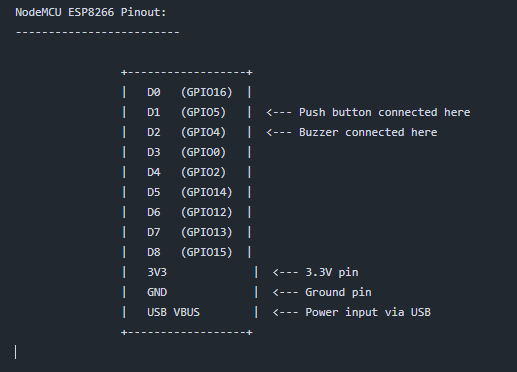 NodeMCU ESP8266 Pinout:
-------------------------
+------------------+
|   D0   (GPIO16)  |
|   D1   (GPIO5)   |  <--- Push button connected here
|   D2   (GPIO4)   |  <--- Buzzer connected here
|   D3   (GPIO0)   |
|   D4   (GPIO2)   |
|   D5   (GPIO14)  |
|   D6   (GPIO12)  |
|   D7   (GPIO13)  |
|   D8   (GPIO15)  |
|   3V3             |  <--- 3.3V pin
|   GND             |  <--- Ground pin
|   USB VBUS        |  <--- Power input via USB
+------------------+